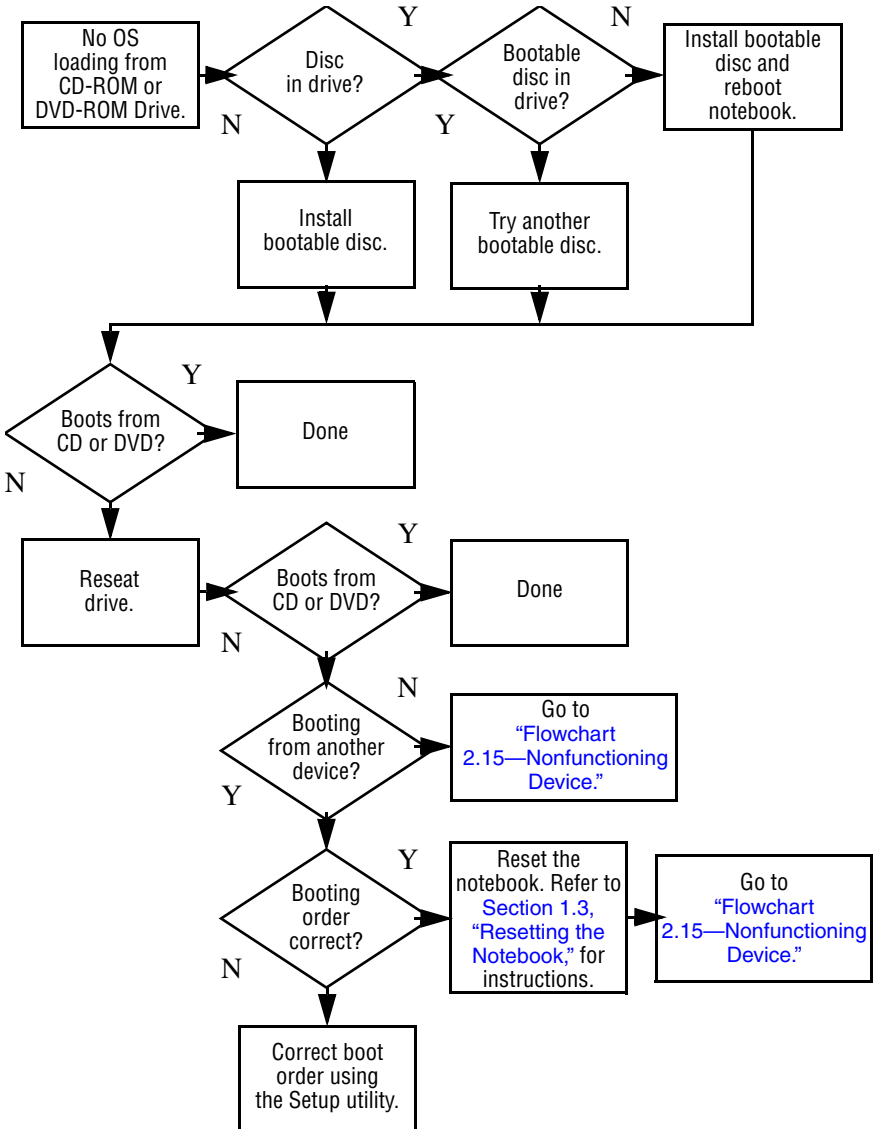 No OS
loading from
CD-ROM or
DVD-ROM Drive.
Disc
in drive?
Y
N
Bootable
disc in
drive?
N
Y
Install bootable
disc and
reboot
notebook.
Install
bootable disc.
Try another
bootable disc.
Boots from
CD or DVD?
Y
N
Done
Reseat
drive.
Boots from
CD or DVD?
Y
N
Done
Booting
from another
device?
N
Y
Go to
“Flowchart
2.15—Nonfunctioning
Device.”
Booting
order
correct?
Y
N
Reset the
notebook. Refer to
Section 1.3,
“Resetting the
Notebook,” for
instructions.
Go to
“Flowchart
2.15—Nonfunctioning
Device.”
Correct boot
order using
the Setup utility.